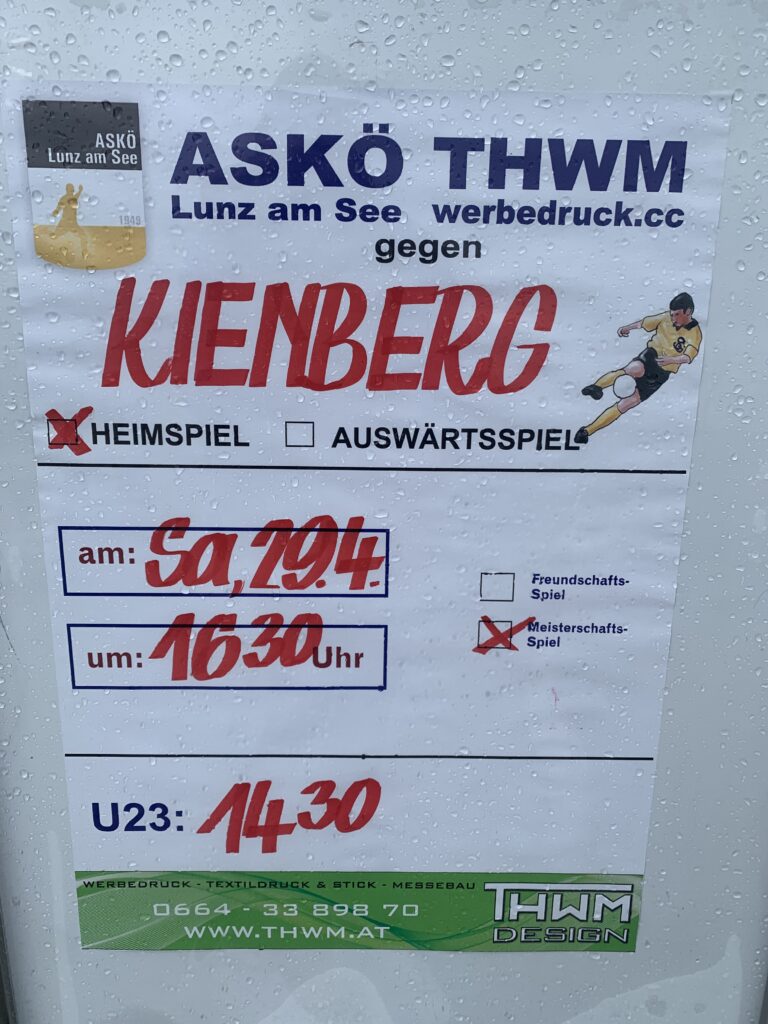 ASKÖ
Lunz am See
1949
ASKÖ THWM
Lunz am See werbedruck.cc
gegen
KIENBERG
HEIMSPIEL AUSWÄRTSSPIEL
am: Sa, 29.4.
um: 16 30 Uhr
Freundschafts-
Spiel
Meisterschafts-
Spiel
U23: 14 30
WERBEDRUCK - TEXTILDRUCK & STICK - MESSEBAU
0664 - 33 898 70
WWW.THWM.AT
THWM
DESIGN